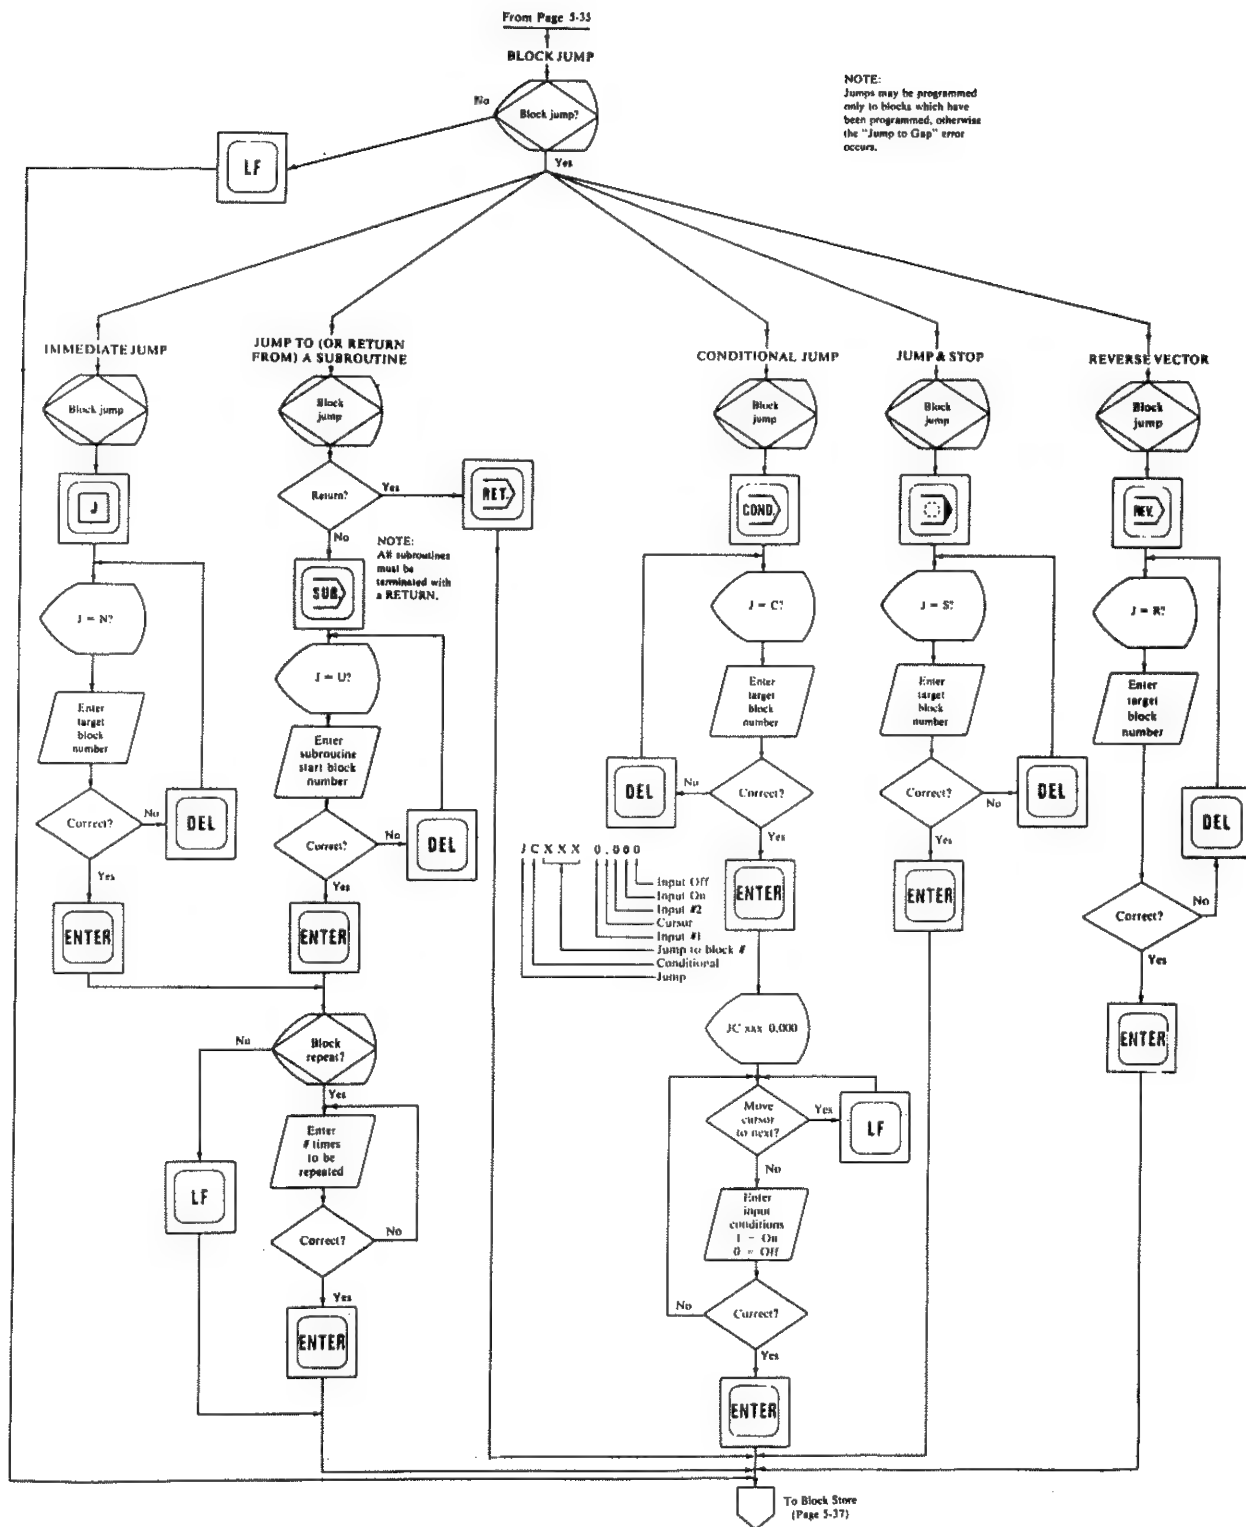 From Page 5-35
BLOCK JUMP
No
Block jump?
Yes
NOTE:
Jumps may be programmed
only to blocks which have
been programmed, otherwise
the "Jump to Gap" error
occurs.
LF
IMMEDIATE JUMP
Block jump
J
J = N?
Enter
target
block
number
Correct?
No
DEL
Yes
ENTER
JUMP TO (OR RETURN
FROM) A SUBROUTINE
Block
jump
Return?
Yes
RET.
No
NOTE:
All subroutines
must be
terminated with
a RETURN.
SUB.
J = U?
Enter
subroutine
start block
number
Correct?
No
DEL
Yes
ENTER
Block
repeat?
No
Yes
LF
Enter
# times
to be
repeated
Correct?
No
Yes
ENTER
CONDITIONAL JUMP
Block
jump
COND.
J = C?
Enter
target
block
number
Correct?
No
DEL
Yes
ENTER
JCXXX 0.000
Input Off
Input On
Input #2
Cursor
Input #1
Jump to block #
Conditional
Jump
JC xxx 0,000
Move
cursor
to next?
Yes
LF
No
Enter
input
conditions
1 = On
0 = Off
Correct?
No
Yes
ENTER
JUMP & STOP
Block
jump
J = S?
Enter
target
block
number
Correct?
No
DEL
Yes
ENTER
REVERSE VECTOR
Block
jump
REV.
J = R?
Enter
target
block
number
DEL
Correct?
No
Yes
ENTER
To Block Store
(Page 5-37)